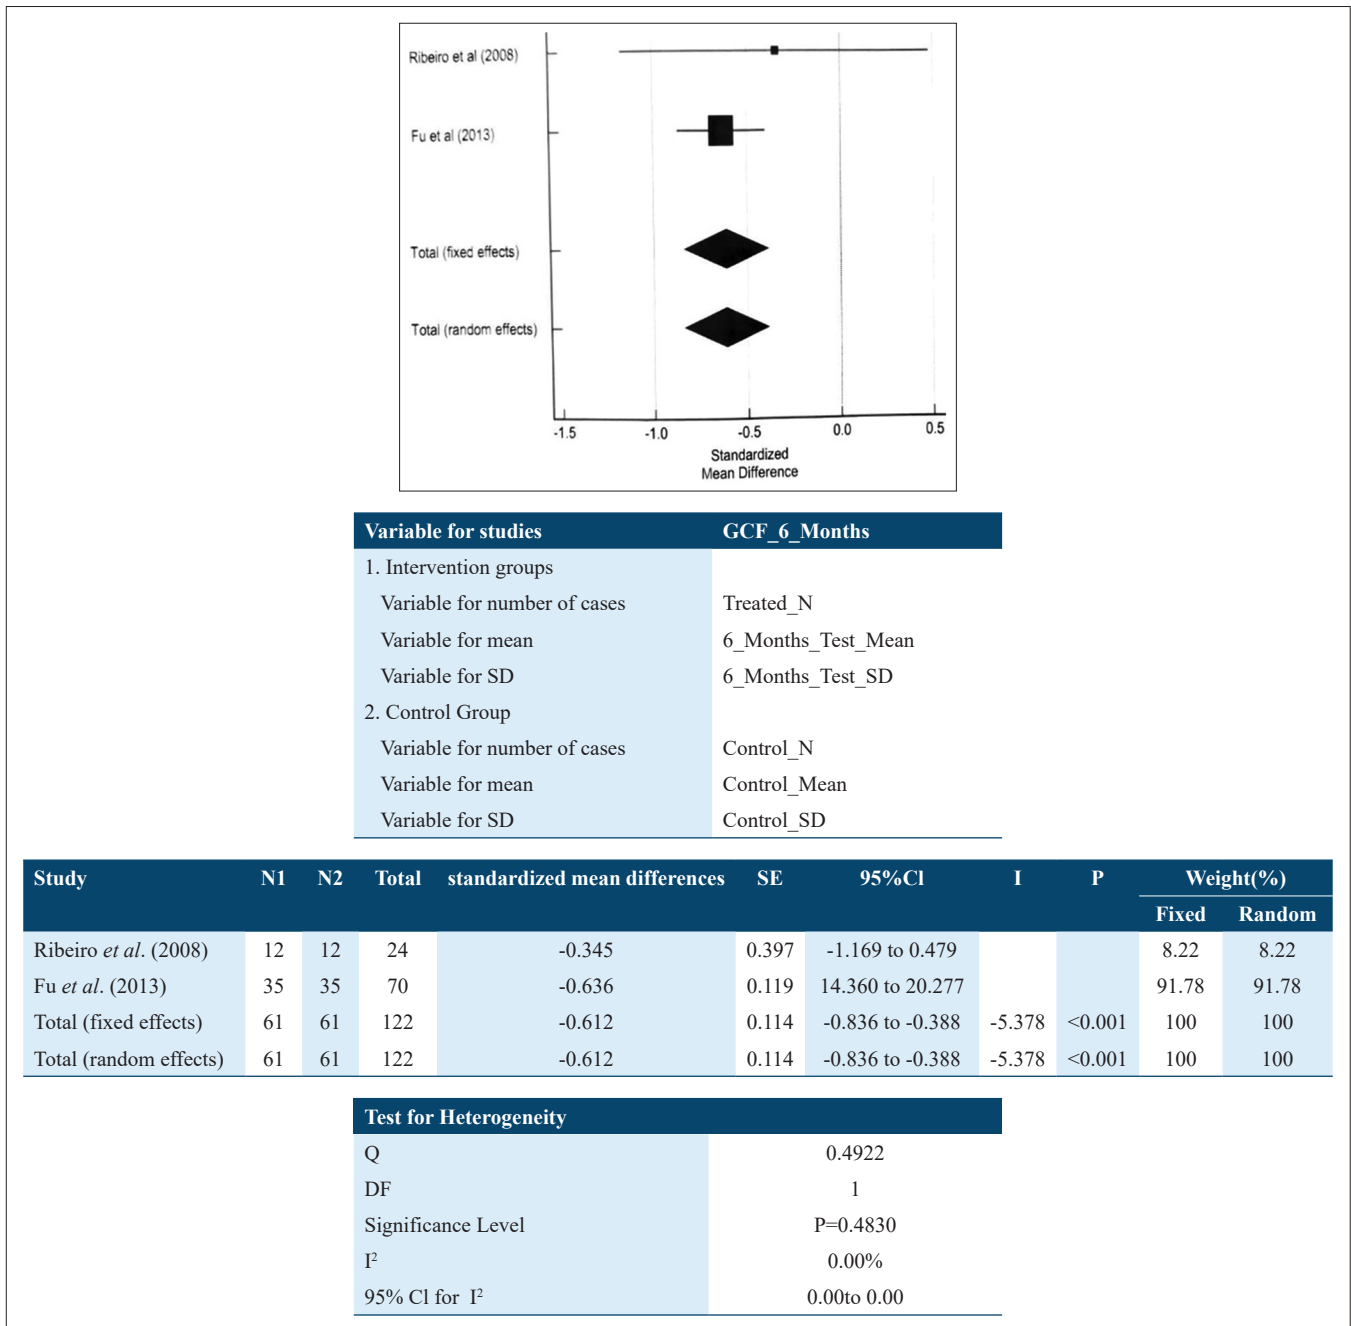 Ribeiro et al (2008)
Fu et al (2013)
Total (fixed effects)
Total (random effects)
-1.5 -1.0 -0.5 0.0 0.5
Standardized
Mean Difference
Variable for studies GCF_6_Months
1. Intervention groups
Variable for number of cases Treated_N
Variable for mean 6_Months_Test_Mean
Variable for SD 6_Months_Test_SD
2. Control Group
Variable for number of cases Control_N
Variable for mean Control_Mean
Variable for SD Control_SD
Study N1 N2 Total standardized mean differences SE 95%Cl I P Weight(%)
Fixed Random
Ribeiro et al. (2008) 12 12 24 -0.345 0.397 -1.169 to 0.479 8.22 8.22
Fu et al. (2013) 35 35 70 -0.636 0.119 14.360 to 20.277 91.78 91.78
Total (fixed effects) 61 61 122 -0.612 0.114 -0.836 to -0.388 -5.378 <0.001 100 100
Total (random effects) 61 61 122 -0.612 0.114 -0.836 to -0.388 -5.378 <0.001 100 100
Test for Heterogeneity
Q 0.4922
DF 1
Significance Level P=0.4830
I² 0.00%
95% Cl for I² 0.00to 0.00